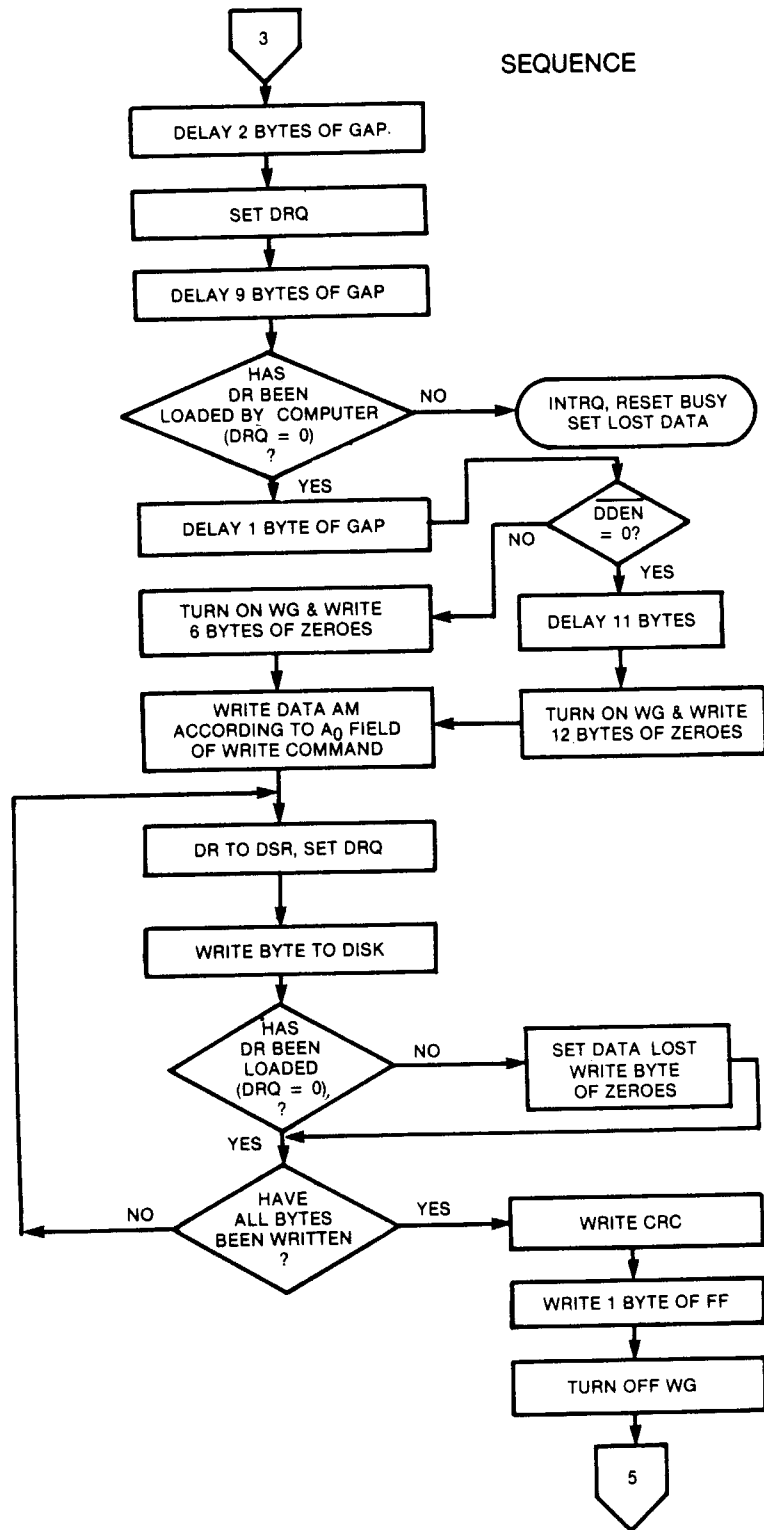 3
SEQUENCE
DELAY 2 BYTES OF GAP.
SET DRQ
DELAY 9 BYTES OF GAP
HAS
DR BEEN
LOADED BY COMPUTER
(DRQ = 0)
?
NO
INTRQ, RESET BUSY
SET LOST DATA
YES
DELAY 1 BYTE OF GAP
DDEN
= 0?
NO
YES
TURN ON WG & WRITE
6 BYTES OF ZEROES
DELAY 11 BYTES
WRITE DATA AM
ACCORDING TO A0 FIELD
OF WRITE COMMAND
TURN ON WG & WRITE
12 BYTES OF ZEROES
DR TO DSR, SET DRQ
WRITE BYTE TO DISK
HAS
DR BEEN
LOADED
(DRQ = 0)
?
NO
SET DATA LOST
WRITE BYTE
OF ZEROES
YES
HAVE
ALL BYTES
BEEN WRITTEN
?
NO
YES
WRITE CRC
WRITE 1 BYTE OF FF
TURN OFF WG
5